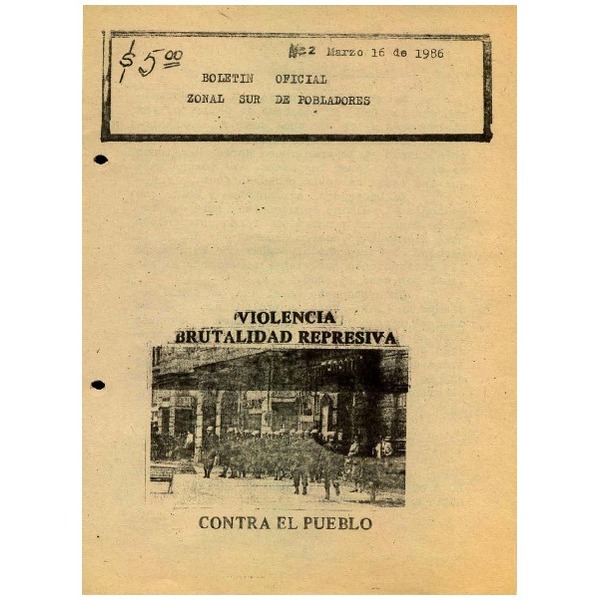 $5.00
Nº2 Marzo 16 de 1986
BOLETIN OFICIAL
ZONAL SUR DE POBLADORES
VIOLENCIA
BRUTALIDAD REPRESIVA
CONTRA EL PUEBLO